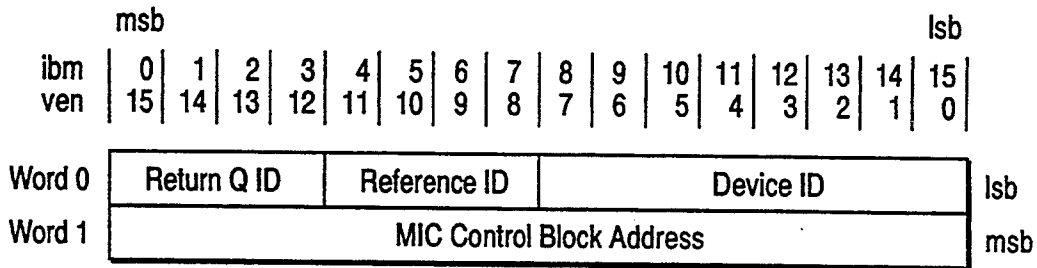 msb lsb
ibm 0 1 2 3 4 5 6 7 8 9 10 11 12 13 14 15
ven 15 14 13 12 11 10 9 8 7 6 5 4 3 2 1 0
Word 0 Return Q ID Reference ID Device ID lsb
Word 1 MIC Control Block Address msb